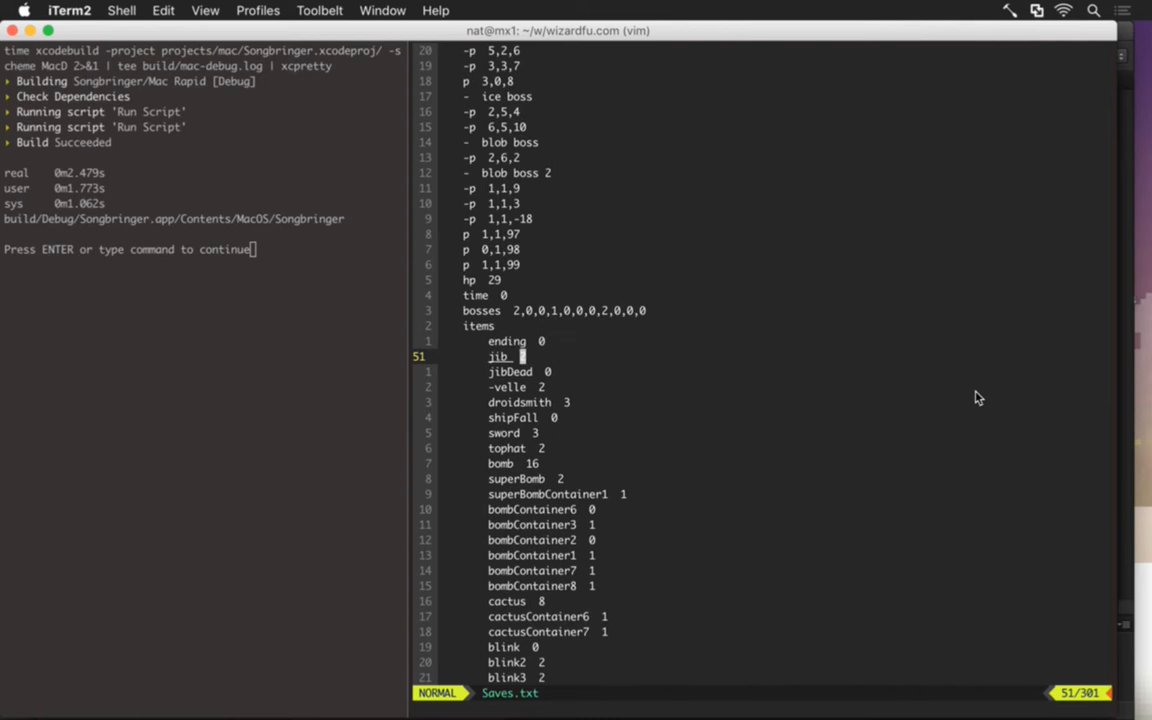 iTerm2 Shell Edit View Profiles Toolbelt Window Help
nat@mx1: ~/w/wizardfu.com (vim)
time xcodebuild -project projects/mac/Songbringer.xcodeproj/ -s
cheme MacD 2>&1 | tee build/mac-debug.log | xcpretty
▸ Building Songbringer/Mac Rapid [Debug]
▸ Check Dependencies
▸ Running script 'Run Script'
▸ Running script 'Run Script'
▸ Build Succeeded
real 0m2.479s
user 0m1.773s
sys 0m1.062s
build/Debug/Songbringer.app/Contents/MacOS/Songbringer
Press ENTER or type command to continue
20 -p 5,2,6
19 -p 3,3,7
18 p 3,0,8
17 - ice boss
16 -p 2,5,4
15 -p 6,5,10
14 - blob boss
13 -p 2,6,2
12 - blob boss 2
11 -p 1,1,9
10 -p 1,1,3
9 -p 1,1,-18
8 p 1,1,97
7 p 0,1,98
6 p 1,1,99
5 hp 29
4 time 0
3 bosses 2,0,0,1,0,0,0,2,0,0,0
2 items
1 ending 0
51 jib 2
1 jibDead 0
2 -velle 2
3 droidsmith 3
4 shipFall 0
5 sword 3
6 tophat 2
7 bomb 16
8 superBomb 2
9 superBombContainer1 1
10 bombContainer6 0
11 bombContainer3 1
12 bombContainer2 0
13 bombContainer1 1
14 bombContainer7 1
15 bombContainer8 1
16 cactus 8
17 cactusContainer6 1
18 cactusContainer7 1
19 blink 0
20 blink2 2
21 blink3 2
NORMAL Saves.txt 51/301